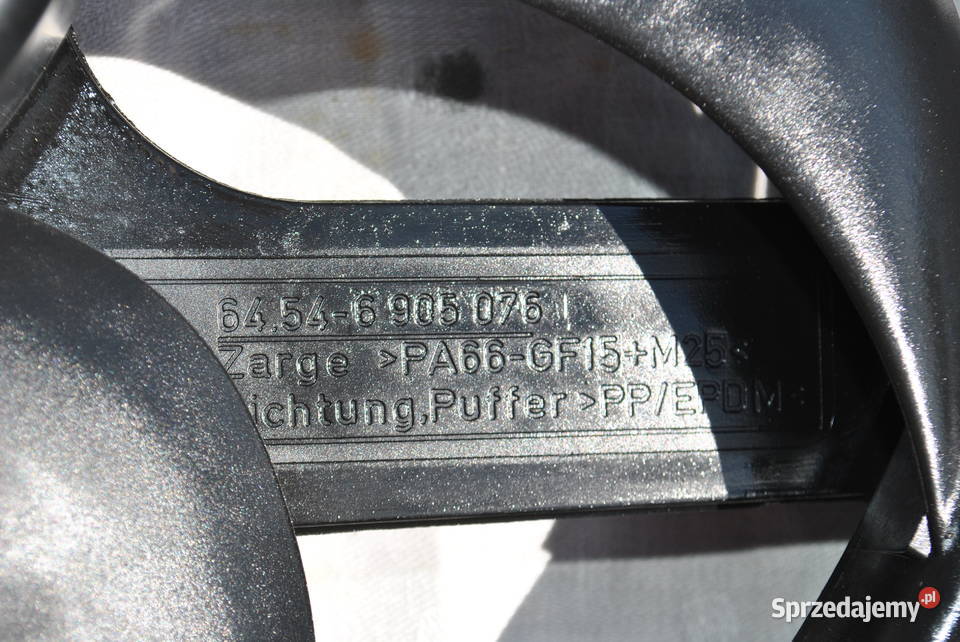 64.54-6 905 076
Zarge >PA66-GF15+M25<
ichtung,Puffer >PP/EPDM<
Sprzedajemy.pl